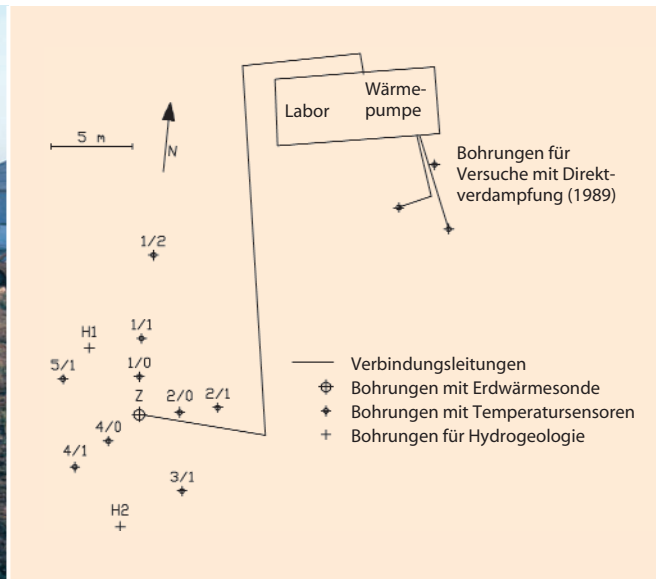 Labor
Wärme-
pumpe
5 m
N
Bohrungen für
Versuche mit Direkt-
verdampfung (1989)
1/2
H1
1/1
5/1
1/0
Z
2/0
2/1
4/0
4/1
3/1
H2
Verbindungsleitungen
Bohrungen mit Erdwärmesonde
Bohrungen mit Temperatursensoren
Bohrungen für Hydrogeologie